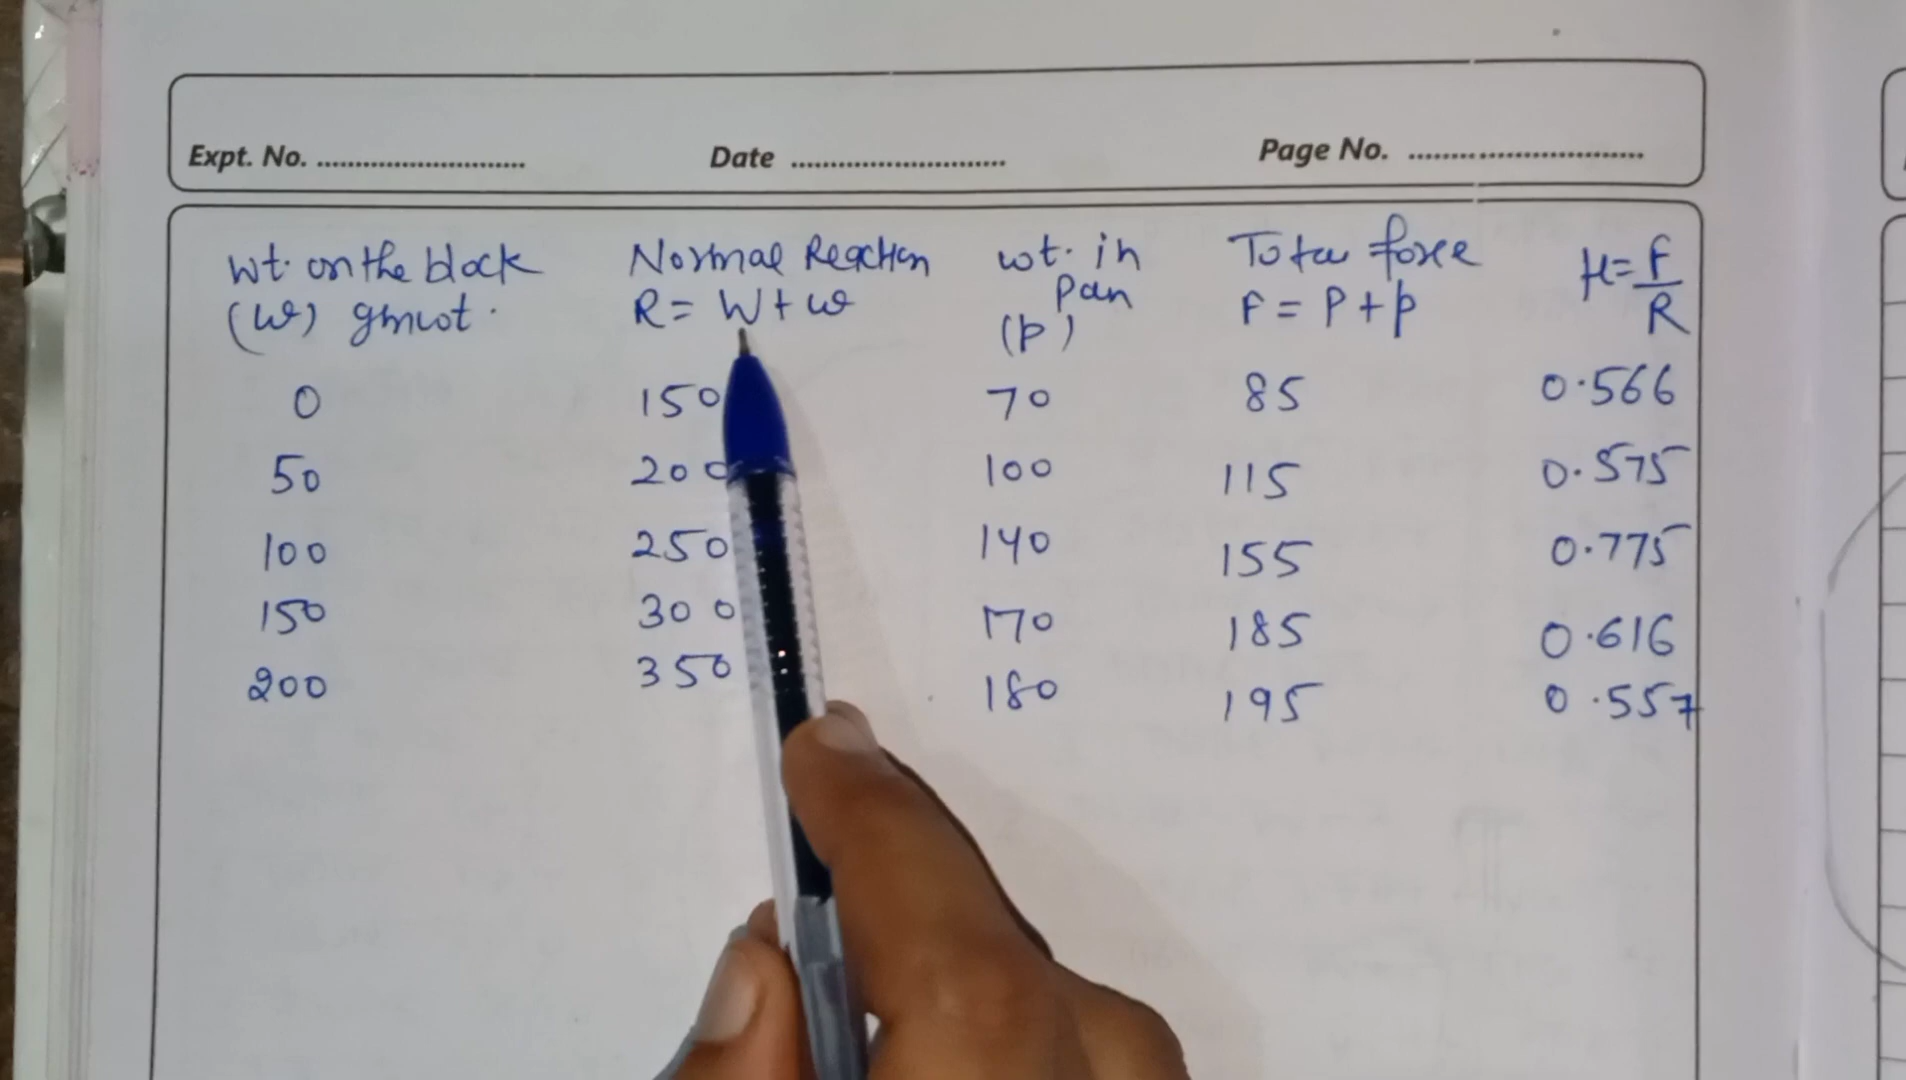 Expt. No. ........................... Date ............................ Page No. ...............................
wt. on the block Normal Reaction wt. in Total force μ=F/R
(w) gmwt. R = W+w Pan F = P+p
(p)
0 150 70 85 0.566
50 200 100 115 0.575
100 250 140 155 0.775
150 300 170 185 0.616
200 350 180 195 0.557